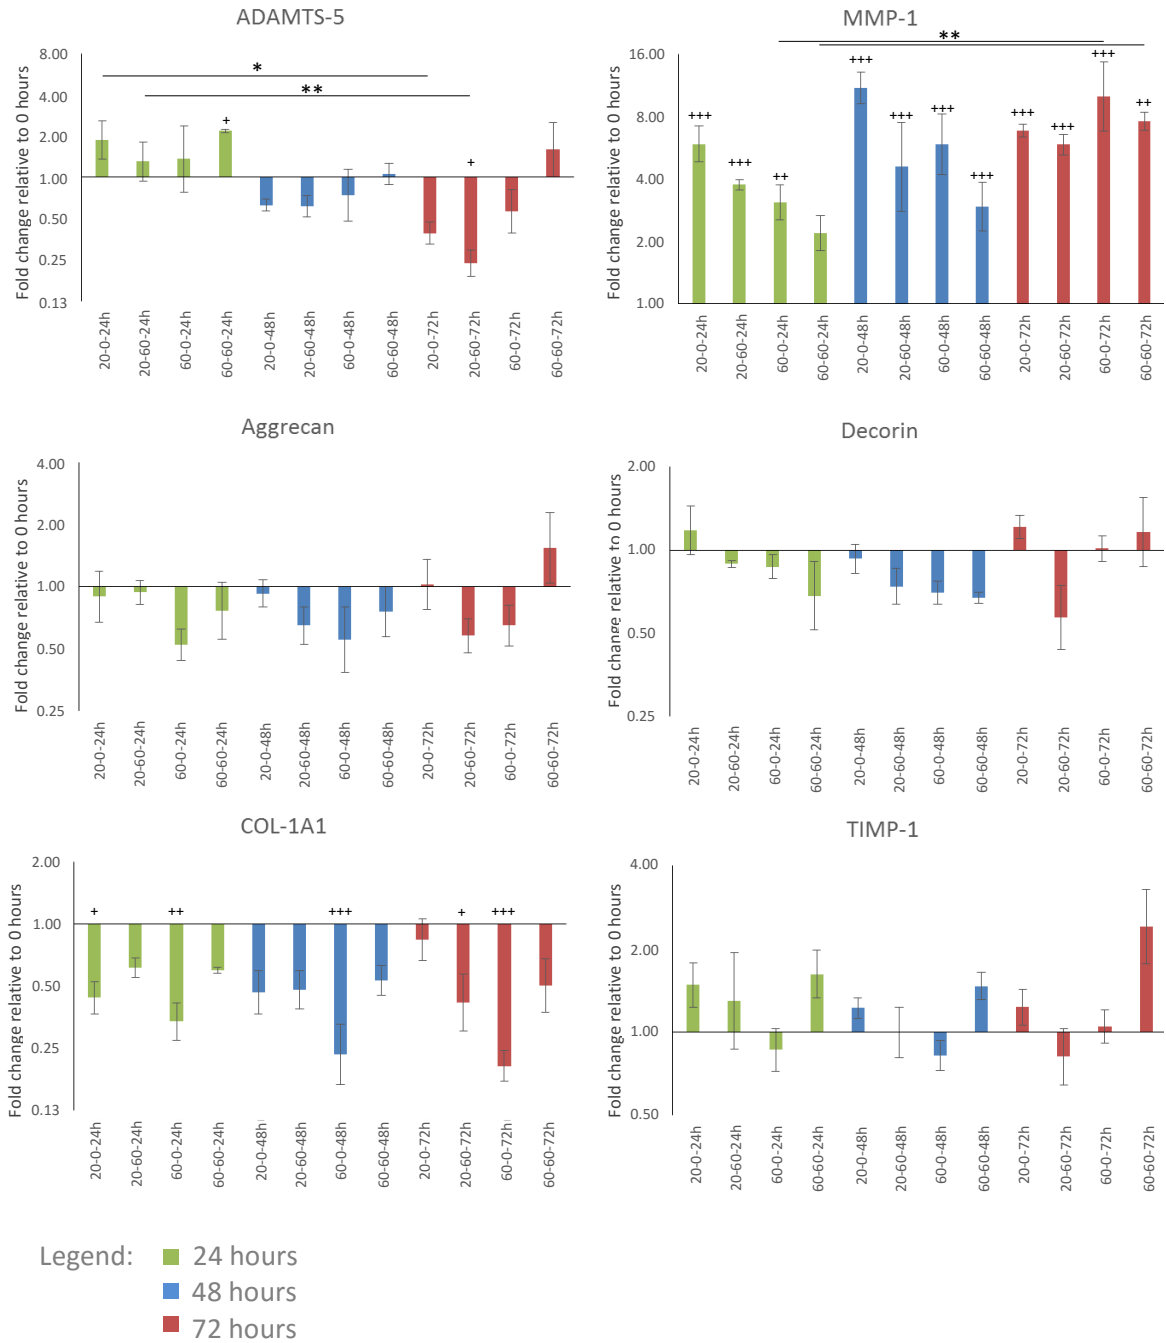 ADAMTS-5
Fold change relative to 0 hours
8.00
4.00
2.00
1.00
0.50
0.25
0.13
*
**
+
+
20-0-24h
20-60-24h
60-0-24h
60-60-24h
20-0-48h
20-60-48h
60-0-48h
60-60-48h
20-0-72h
20-60-72h
60-0-72h
60-60-72h
MMP-1
Fold change relative to 0 hours
16.00
8.00
4.00
2.00
1.00
**
+++
+++
++
+++
+++
+++
+++
+++
+++
+++
++
20-0-24h
20-60-24h
60-0-24h
60-60-24h
20-0-48h
20-60-48h
60-0-48h
60-60-48h
20-0-72h
20-60-72h
60-0-72h
60-60-72h
Aggrecan
Fold change relative to 0 hours
4.00
2.00
1.00
0.50
0.25
20-0-24h
20-60-24h
60-0-24h
60-60-24h
20-0-48h
20-60-48h
60-0-48h
60-60-48h
20-0-72h
20-60-72h
60-0-72h
60-60-72h
Decorin
Fold change relative to 0 hours
2.00
1.00
0.50
0.25
20-0-24h
20-60-24h
60-0-24h
60-60-24h
20-0-48h
20-60-48h
60-0-48h
60-60-48h
20-0-72h
20-60-72h
60-0-72h
60-60-72h
COL-1A1
Fold change relative to 0 hours
2.00
1.00
0.50
0.25
0.13
+
++
+++
+
+++
20-0-24h
20-60-24h
60-0-24h
60-60-24h
20-0-48h
20-60-48h
60-0-48h
60-60-48h
20-0-72h
20-60-72h
60-0-72h
60-60-72h
TIMP-1
Fold change relative to 0 hours
4.00
2.00
1.00
0.50
20-0-24h
20-60-24h
60-0-24h
60-60-24h
20-0-48h
20-60-48h
60-0-48h
60-60-48h
20-0-72h
20-60-72h
60-0-72h
60-60-72h
Legend:
24 hours
48 hours
72 hours